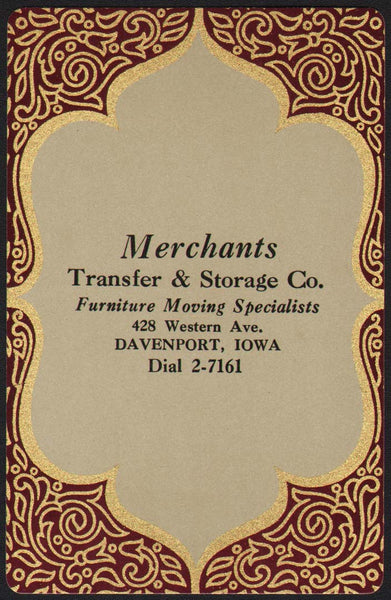 Merchants
Transfer & Storage Co.
Furniture Moving Specialists
428 Western Ave.
DAVENPORT, IOWA
Dial 2-7161